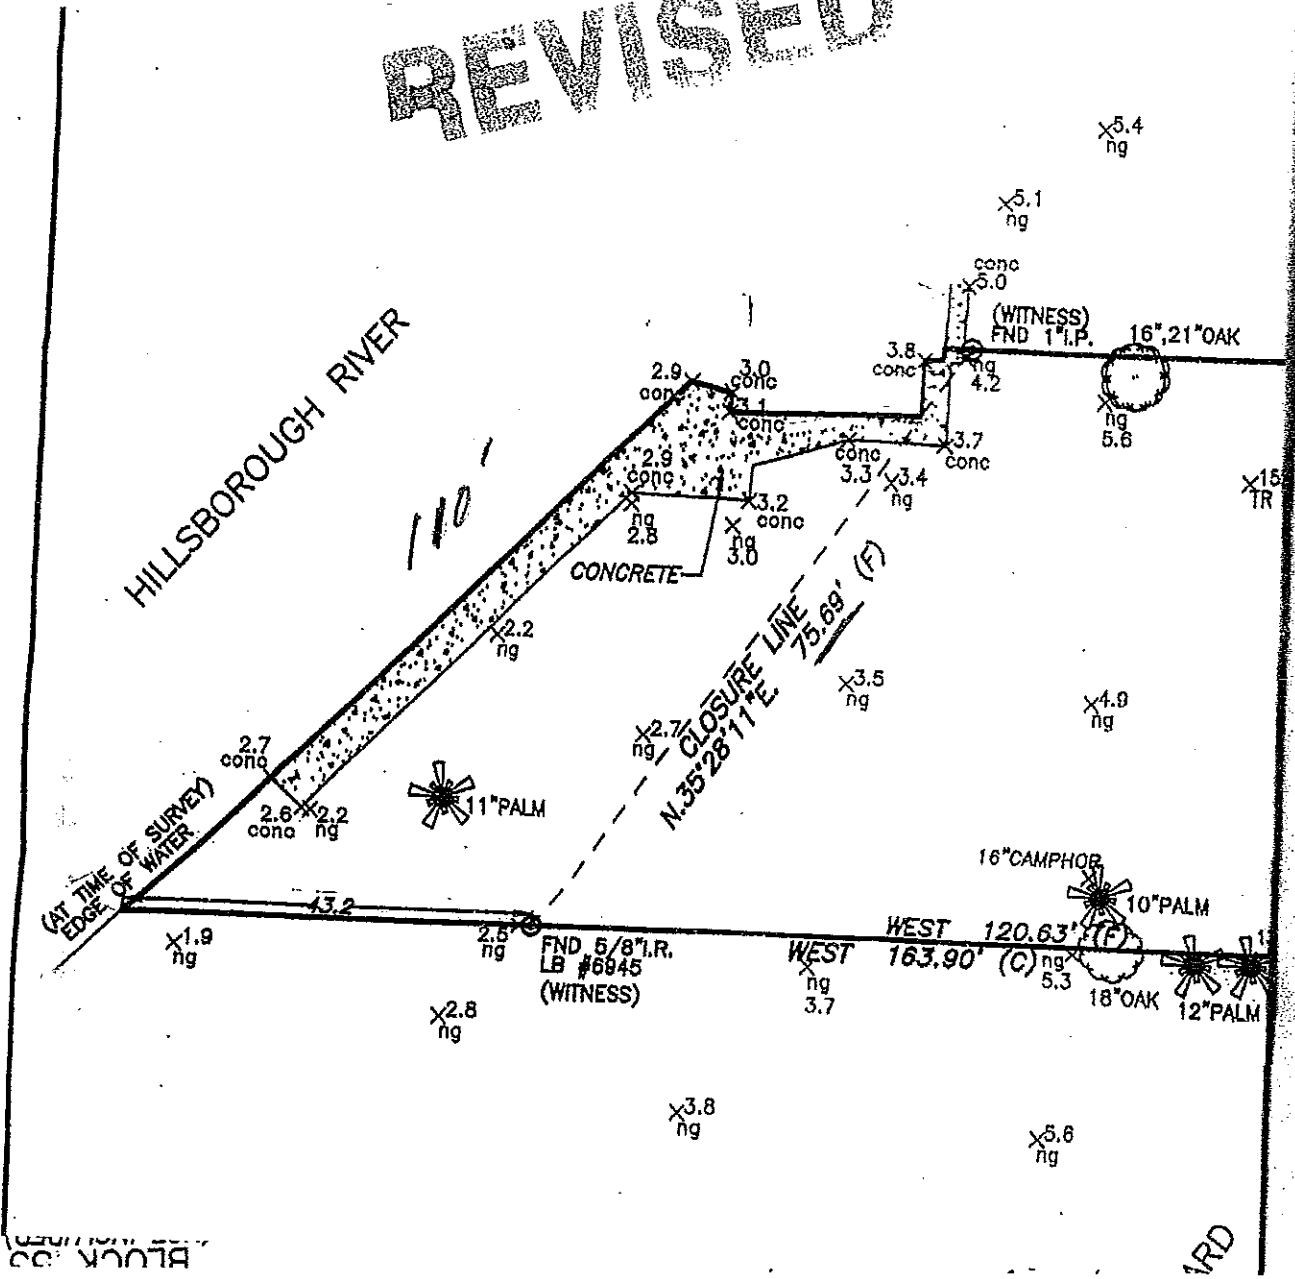 REVISED
5.4
ng
5.1
ng
conc
5.0
(WITNESS)
FND 1"I.P.
16",21"OAK
3.8
conc
ng
4.2
2.9
conc
3.0
conc
3.1
conc
ng
5.6
HILLSBOROUGH RIVER
110'
2.9
conc
3.7
conc
conc
3.3
3.4
ng
15
TR
3.2
conc
ng
2.8
ng
3.0
CONCRETE
2.2
ng
CLOSURE LINE
N.35°28'11"E. 75.69' (F)
3.5
ng
4.9
ng
2.7
ng
2.7
conc
2.6
conc
2.2
ng
11"PALM
(AT TIME OF SURVEY)
EDGE OF WATER
16"CAMPHOR
10"PALM
43.2
1.9
ng
2.5
ng
FND 5/8"I.R.
LB #6945
(WITNESS)
WEST 120.63' (F)
WEST 163.90' (C)
ng
5.3
ng
3.7
18"OAK
12"PALM
1
2.8
ng
3.8
ng
5.6
ng
BLOCK
ARD